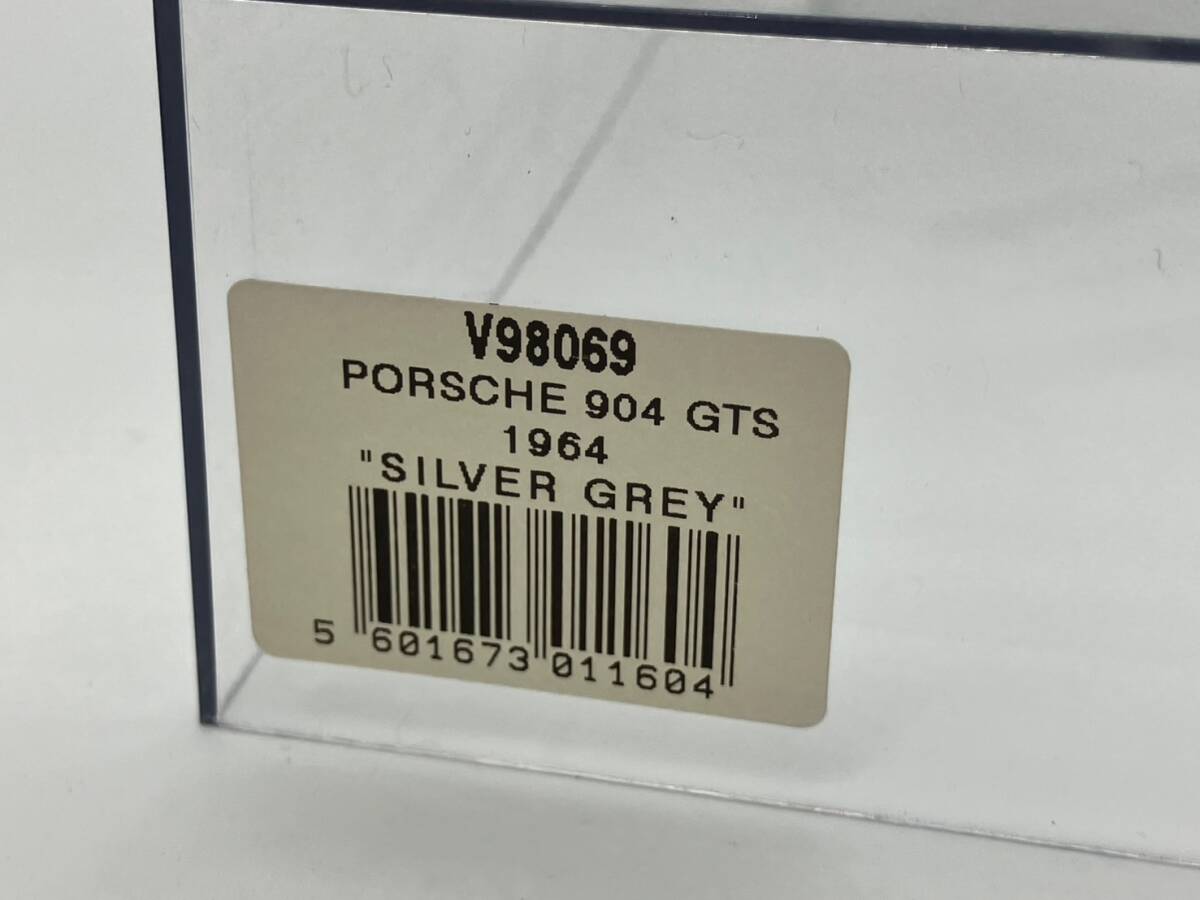 V98069
PORSCHE 904 GTS
1964
"SILVER GREY"
5 601673 011604